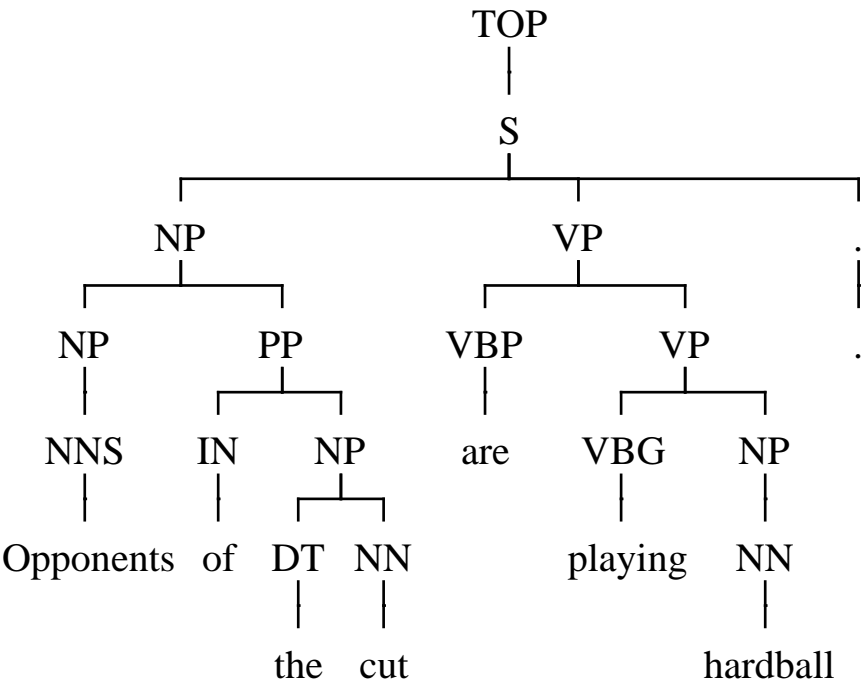 TOP
S
NP VP .
NP PP VBP VP .
NNS IN NP are VBG NP
Opponents of DT NN playing NN
the cut hardball